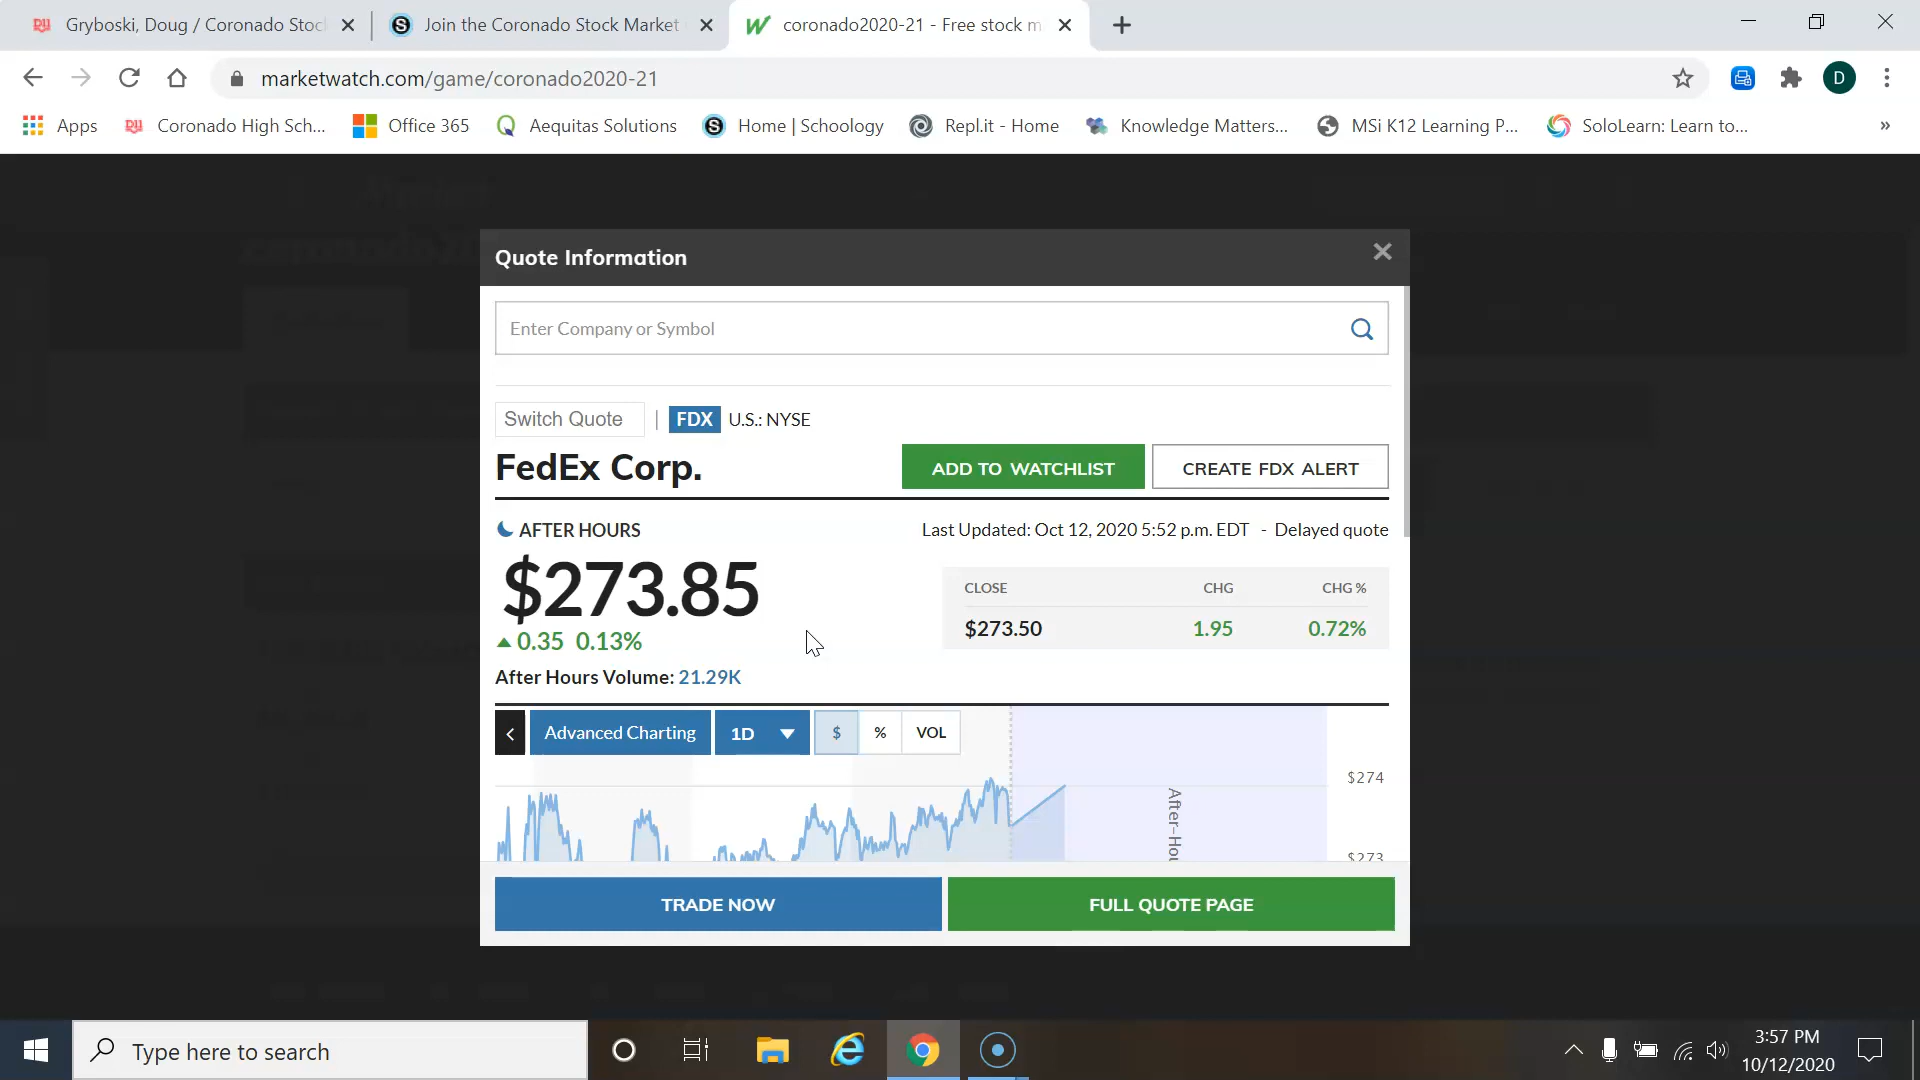 Gryboski, Doug / Coronado Stoc
Join the Coronado Stock Market
coronado2020-21 - Free stock m
marketwatch.com/game/coronado2020-21
D
Apps
Coronado High Sch...
Office 365
Aequitas Solutions
Home | Schoology
Repl.it - Home
Knowledge Matters...
MSi K12 Learning P...
SoloLearn: Learn to...
»
Quote Information
Enter Company or Symbol
Switch Quote | FDX U.S.: NYSE
FedEx Corp.
ADD TO WATCHLIST
CREATE FDX ALERT
AFTER HOURS
Last Updated: Oct 12, 2020 5:52 p.m. EDT - Delayed quote
$273.85
0.35 0.13%
After Hours Volume: 21.29K
CLOSE CHG CHG %
$273.50 1.95 0.72%
Advanced Charting
1D
$
%
VOL
$274
After-Hou
$273
TRADE NOW
FULL QUOTE PAGE
Type here to search
3:57 PM
10/12/2020